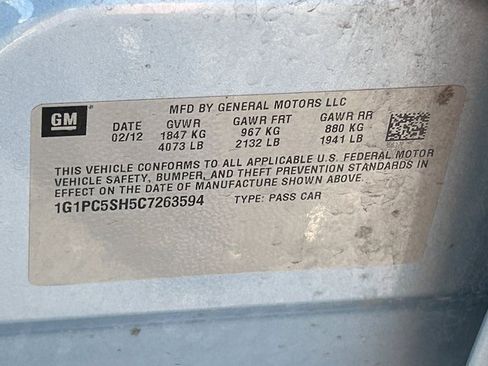 GM
MFD BY GENERAL MOTORS LLC
DATE GVWR GAWR FRT GAWR RR
02/12 1847 KG 967 KG 880 KG
4073 LB 2132 LB 1941 LB
THIS VEHICLE CONFORMS TO ALL APPLICABLE U.S. FEDERAL MOTOR
VEHICLE SAFETY, BUMPER, AND THEFT PREVENTION STANDARDS IN
EFFECT ON THE DATE OF MANUFACTURE SHOWN ABOVE.
1G1PC5SH5C7263594 TYPE: PASS CAR